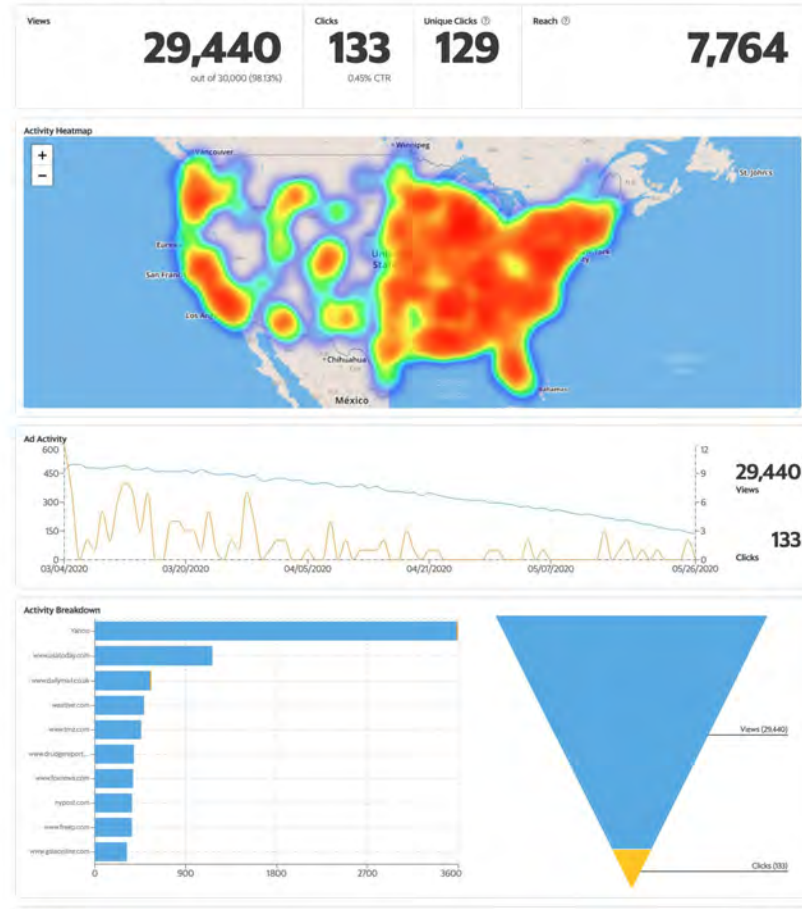 Views
29,440
out of 30,000 (98.13%)
Clicks
133
0.45% CTR
Unique Clicks ?
129
Reach ?
7,764
Activity Heatmap
+
−
Vancouver
Winnipeg
St. John's
San Fran
Los Ang
Chihuahua
México
Bahamas
Ad Activity
600
450
300
150
0
12
9
6
3
0
03/04/2020
03/20/2020
04/05/2020
04/21/2020
05/07/2020
05/26/2020
29,440
Views
133
Clicks
Activity Breakdown
Yahoo
www.usatoday.com
www.dailymail.co.uk
weather.com
www.tmz.com
www.drudgereport...
www.foxnews.com
nypost.com
www.freep.com
0
900
1800
2700
3600
Views (29,440)
Clicks (133)